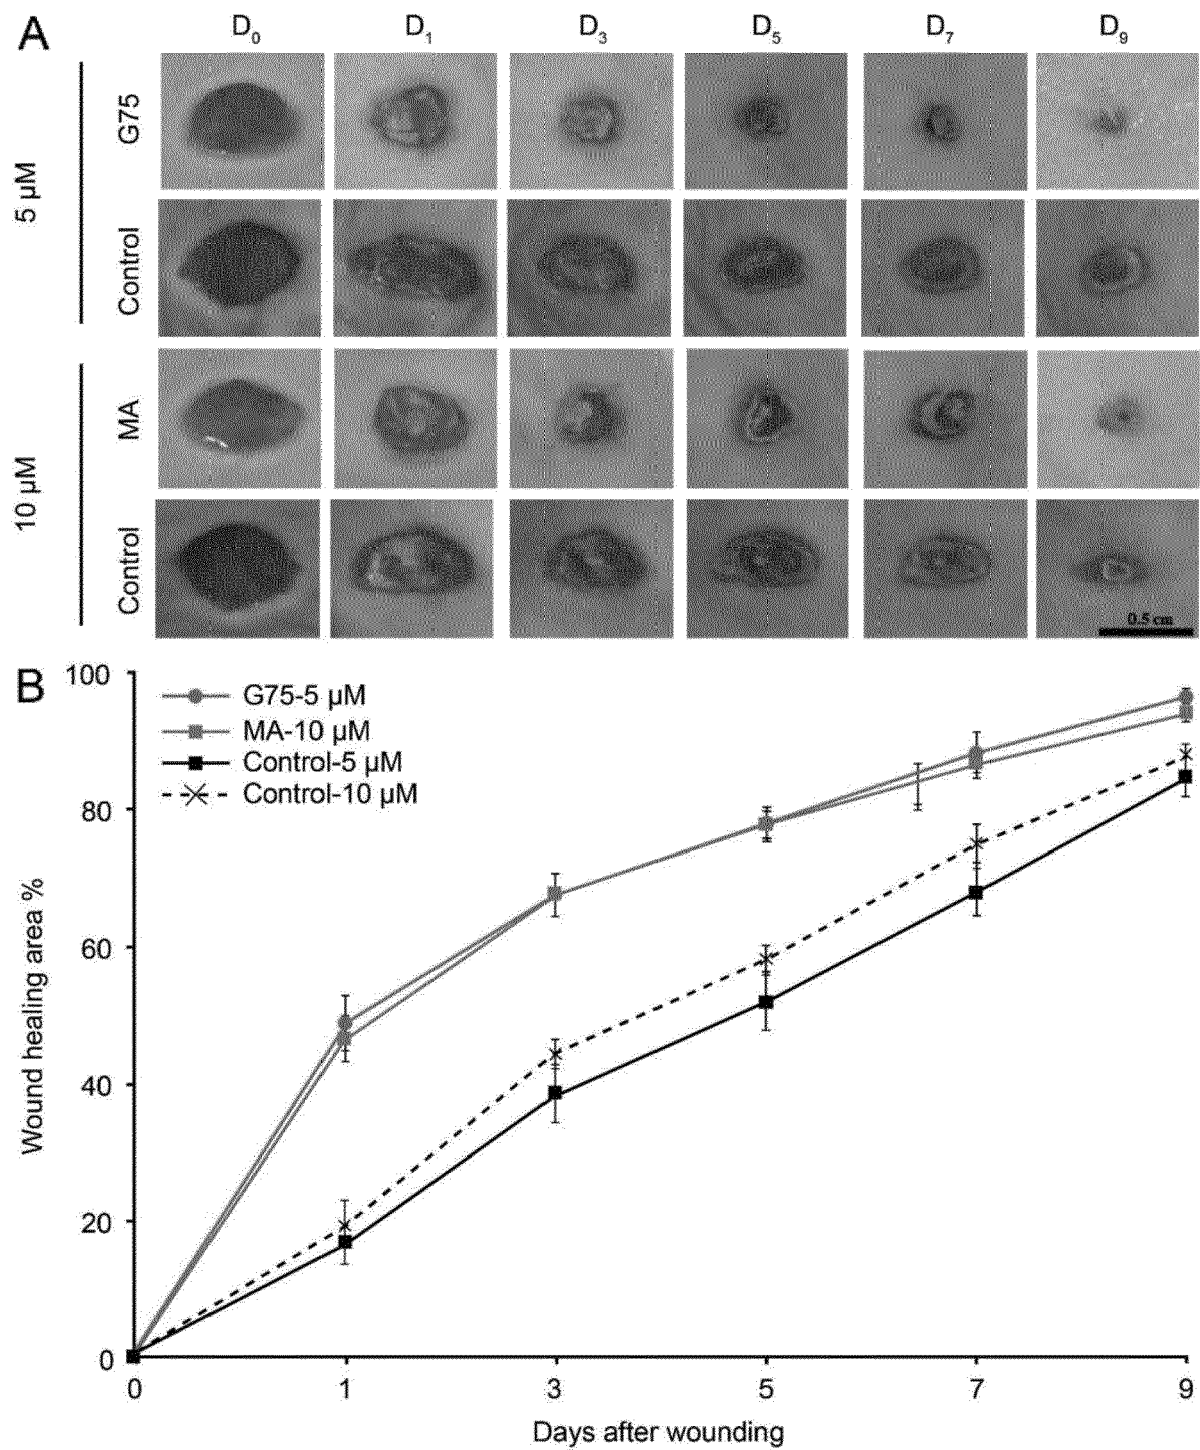 A
D0 D1 D3 D5 D7 D9
5 µM
G75
Control
10 µM
MA
Control
0.5 cm
B
100
80
60
40
20
0
Wound healing area %
G75-5 µM
MA-10 µM
Control-5 µM
Control-10 µM
0 1 3 5 7 9
Days after wounding